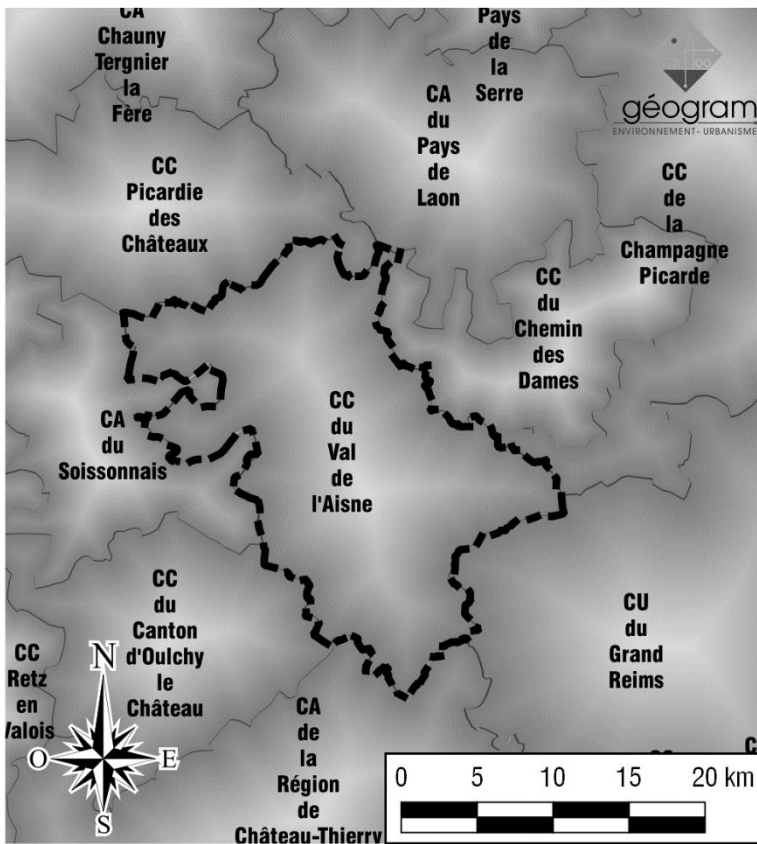 CA
Chauny
Tergnier
la
Fère
Pays
de
la
Serre
géogram
ENVIRONNEMENT - URBANISME
CA
du
Pays
de
Laon
CC
Picardie
des
Châteaux
CC
de
la
Champagne
Picarde
CC
du
Chemin
des
Dames
CC
du
Val
de
l'Aisne
CA
du
Soissonnais
CC
du
Canton
d'Oulchy
le
Château
CU
du
Grand
Reims
CC
Retz
en
Valois
N
O
E
S
CA
de
la
Région
de
Château-Thierry
0 5 10 15 20 km